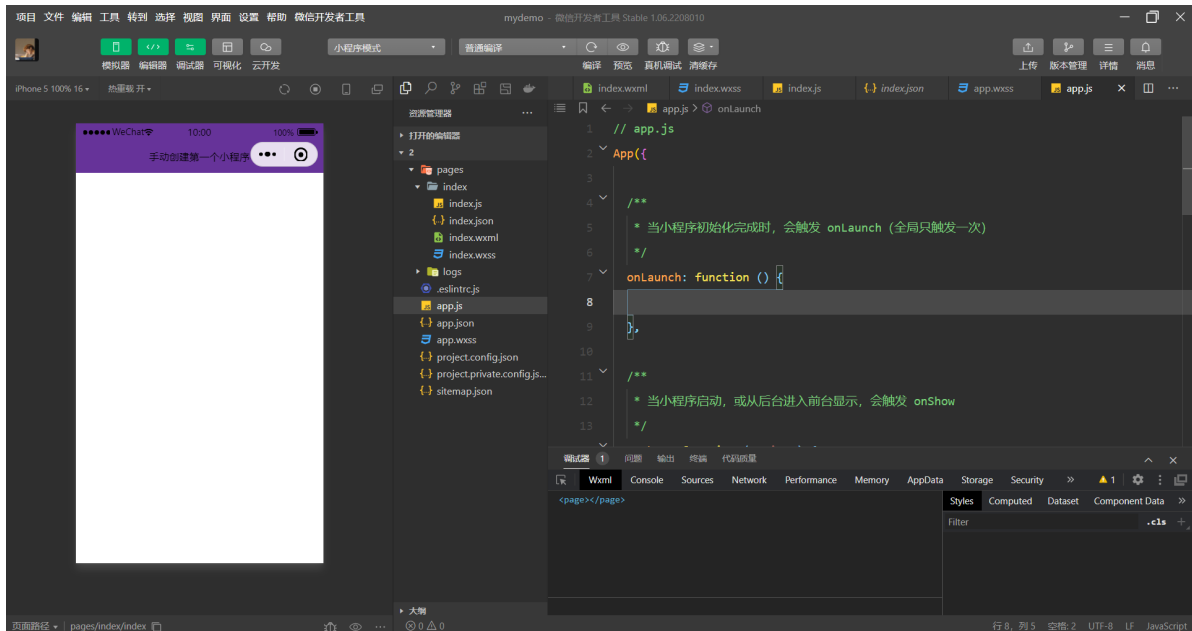 项目 文件 编辑 工具 转到 选择 视图 界面 设置 帮助 微信开发者工具
mydemo - 微信开发者工具 Stable 1.06.2208010
模拟器 编辑器 调试器 可视化 云开发
小程序模式
普通编译
编译 预览 真机调试 清缓存
上传 版本管理 详情 消息
iPhone 5 100% 16
热重载 开
WeChat
10:00
100%
手动创建第一个小程序
页面路径
pages/index/index
资源管理器
打开的编辑器
2
pages
index
index.js
index.json
index.wxml
index.wxss
logs
.eslintrc.js
app.js
app.json
app.wxss
project.config.json
project.private.config.js...
sitemap.json
大纲
0 0
index.wxml index.wxss index.js index.json app.wxss app.js
app.js > onLaunch
1 // app.js
2 App({
3
4 /**
5 * 当小程序初始化完成时，会触发 onLaunch（全局只触发一次）
6 */
7 onLaunch: function () {
8
9 },
10
11 /**
12 * 当小程序启动，或从后台进入前台显示，会触发 onShow
13 */
调试器 1 问题 输出 终端 代码质量
Wxml Console Sources Network Performance Memory AppData Storage Security » 1
<page></page>
Styles Computed Dataset Component Data »
Filter
.cls
行 8，列 5 空格: 2 UTF-8 LF JavaScript